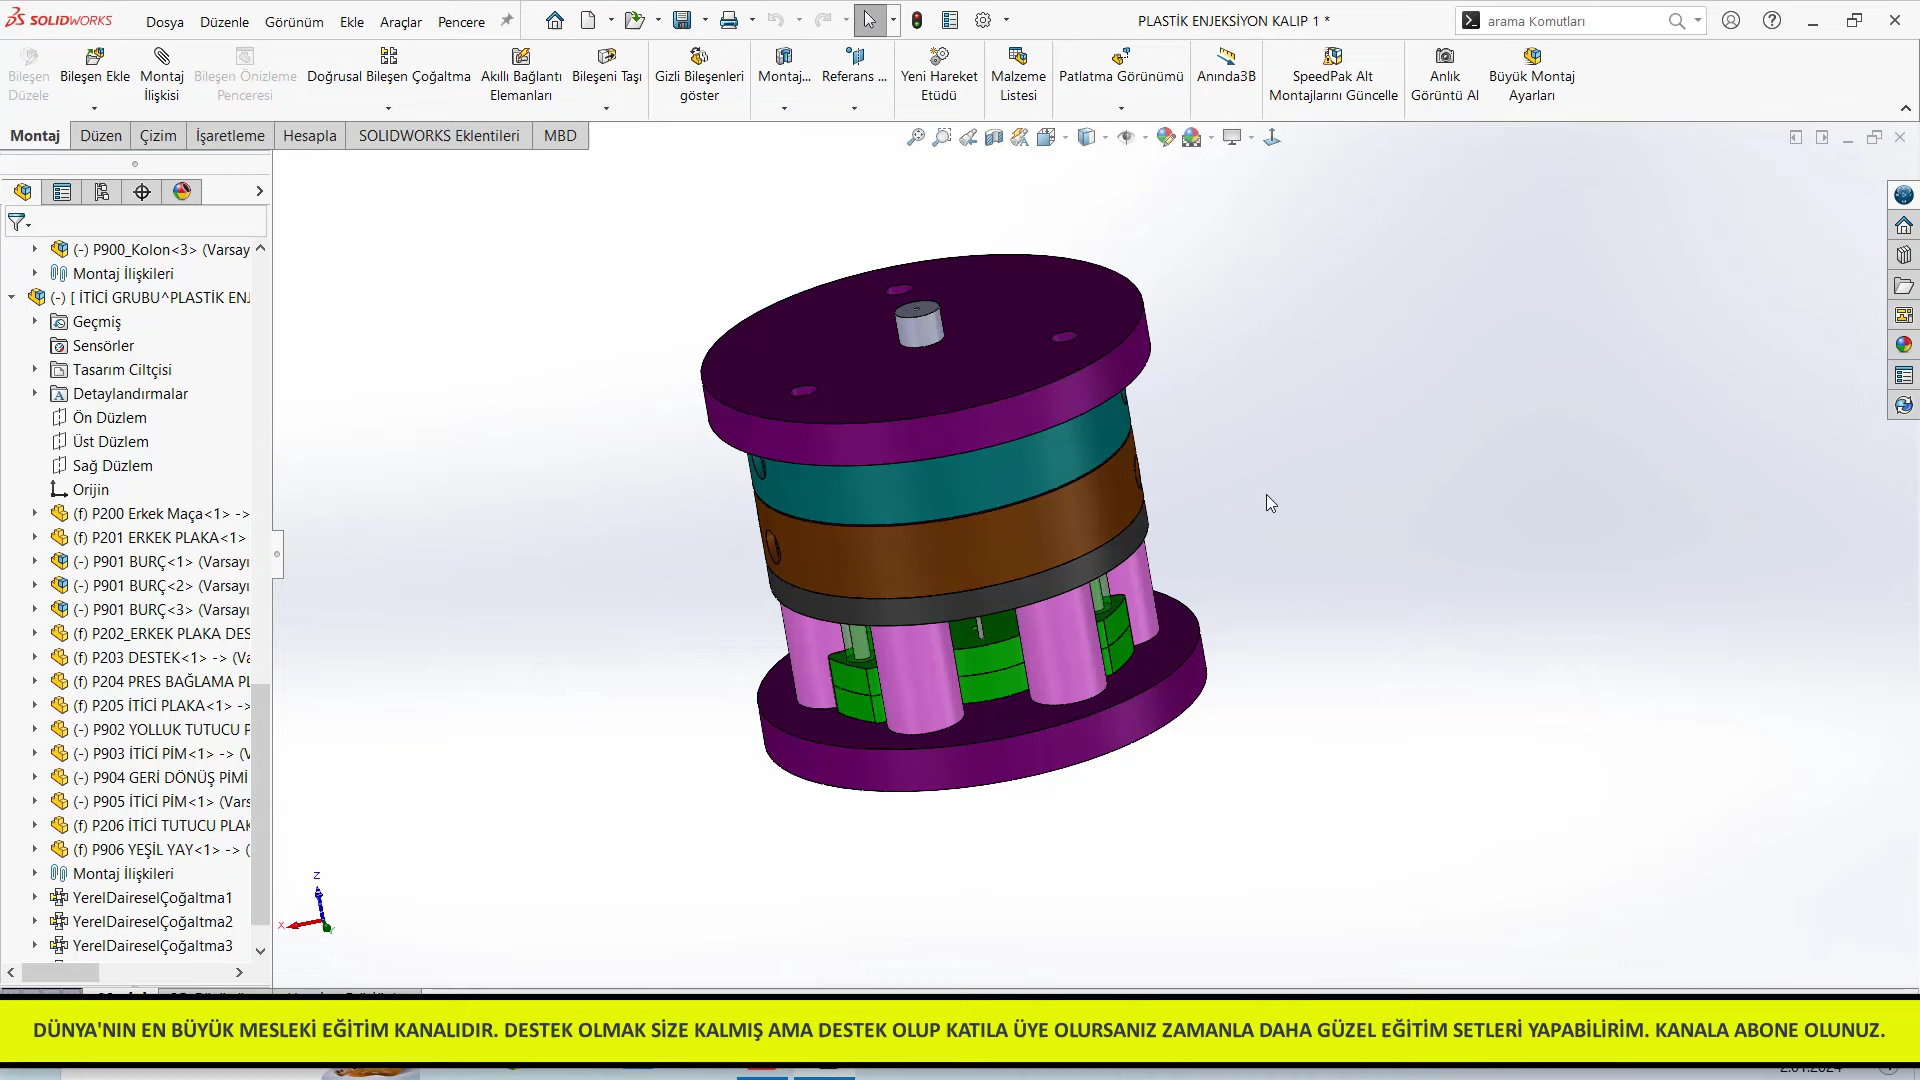 SOLIDWORKS
Dosya Düzenle Görünüm Ekle Araçlar Pencere
PLASTİK ENJEKSİYON KALIP 1 *
arama Komutları
Bileşen Düzele
Bileşen Ekle
Montaj İlişkisi
Bileşen Önizleme Penceresi
Doğrusal Bileşen Çoğaltma
Akıllı Bağlantı Elemanları
Bileşeni Taşı
Gizli Bileşenleri göster
Montaj...
Referans ...
Yeni Hareket Etüdü
Malzeme Listesi
Patlatma Görünümü
Anında3B
SpeedPak Alt Montajlarını Güncelle
Anlık Görüntü Al
Büyük Montaj Ayarları
Montaj Düzen Çizim İşaretleme Hesapla SOLIDWORKS Eklentileri MBD
(-) P900_Kolon<3> (Varsay
Montaj İlişkileri
(-) [ İTİCİ GRUBU^PLASTİK ENJ
Geçmiş
Sensörler
Tasarım Ciltçisi
Detaylandırmalar
Ön Düzlem
Üst Düzlem
Sağ Düzlem
Orijin
(f) P200 Erkek Maça<1> ->
(f) P201 ERKEK PLAKA<1>
(-) P901 BURÇ<1> (Varsayı
(-) P901 BURÇ<2> (Varsayı
(-) P901 BURÇ<3> (Varsayı
(f) P202_ERKEK PLAKA DES
(f) P203 DESTEK<1> -> (Va
(f) P204 PRES BAĞLAMA PL
(f) P205 İTİCİ PLAKA<1> ->
(-) P902 YOLLUK TUTUCU P
(-) P903 İTİCİ PİM<1> -> (V
(-) P904 GERİ DÖNÜŞ PİMİ
(-) P905 İTİCİ PİM<1> (Vars
(f) P206 İTİCİ TUTUCU PLAK
(f) P906 YEŞİL YAY<1> -> (
Montaj İlişkileri
YerelDaireselÇoğaltma1
YerelDaireselÇoğaltma2
YerelDaireselÇoğaltma3
Z
X
DÜNYA'NIN EN BÜYÜK MESLEKİ EĞİTİM KANALIDIR. DESTEK OLMAK SİZE KALMIŞ AMA DESTEK OLUP KATILA ÜYE OLURSANIZ ZAMANLA DAHA GÜZEL EĞİTİM SETLERİ YAPABİLİRİM. KANALA ABONE OLUNUZ.